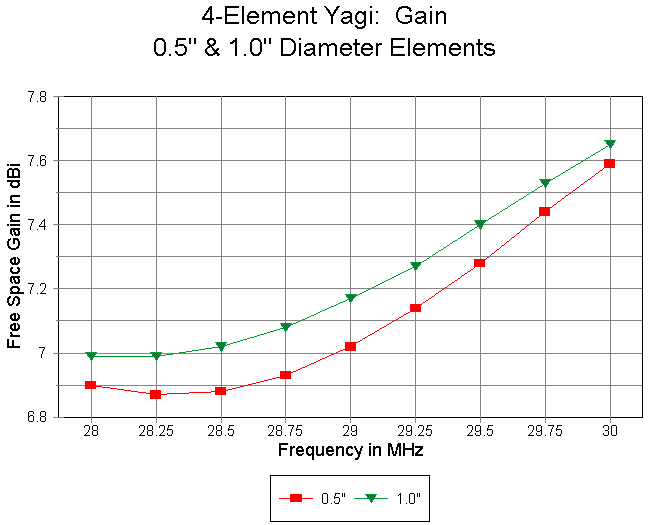 4-Element Yagi: Gain
0.5" & 1.0" Diameter Elements
Free Space Gain in dBi
7.8
7.6
7.4
7.2
7
6.8
28 28.25 28.5 28.75 29 29.25 29.5 29.75 30
Frequency in MHz
0.5" 1.0"